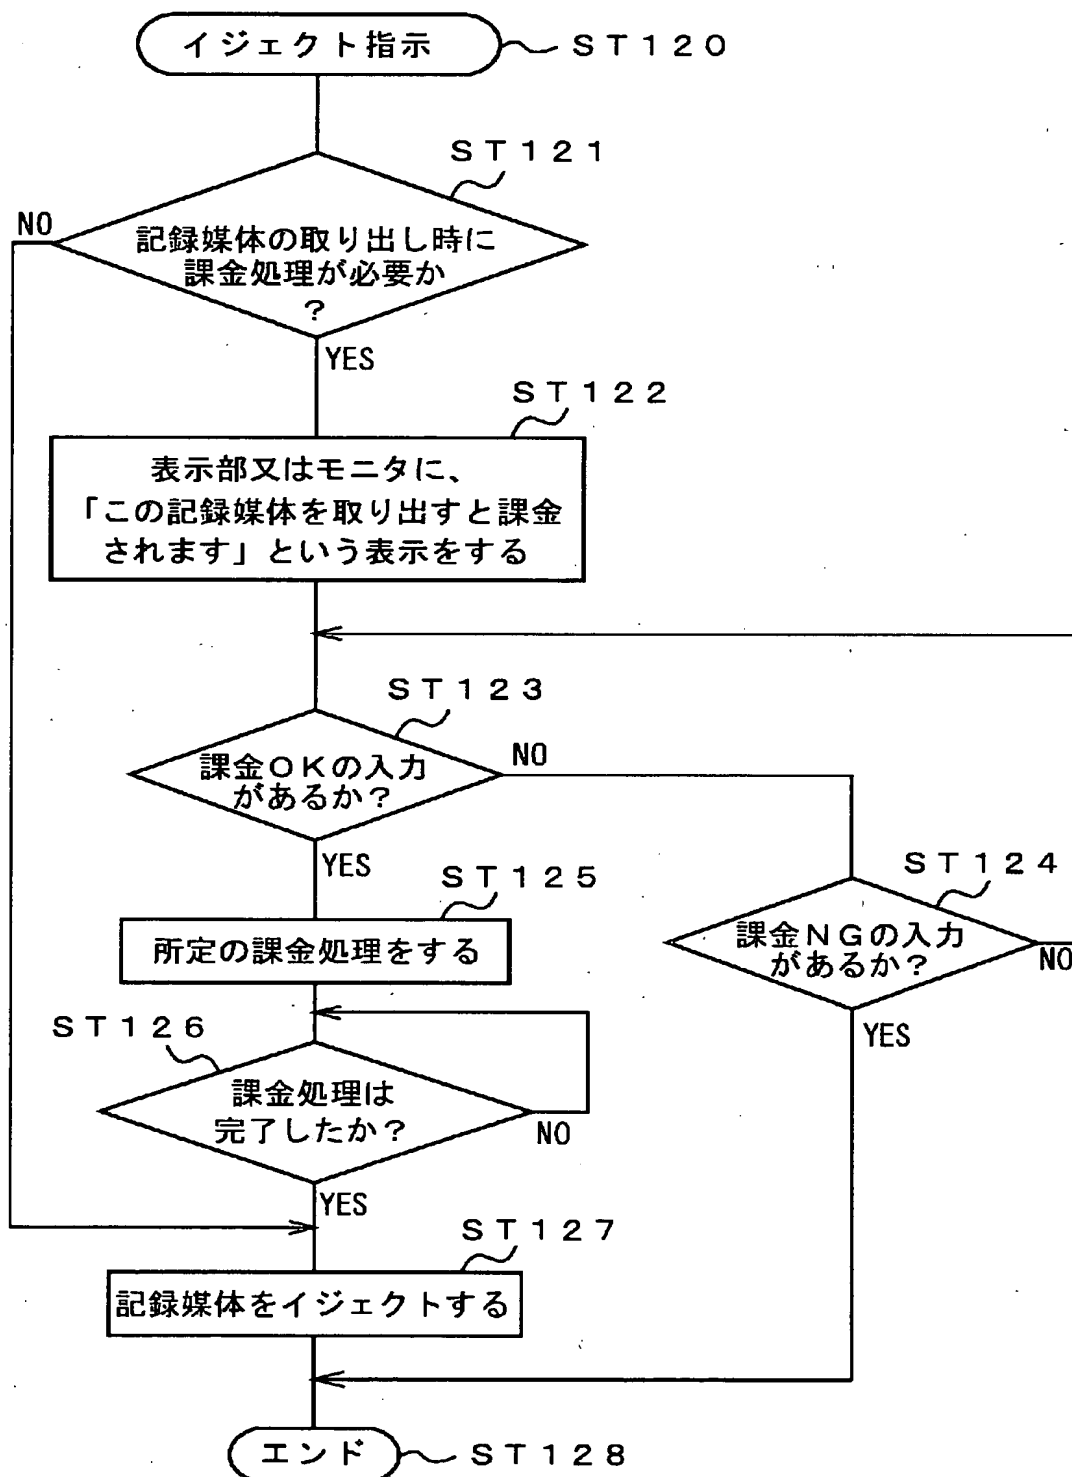 イジェクト指示
ST120
ST121
NO
記録媒体の取り出し時に
課金処理が必要か
?
YES
ST122
表示部又はモニタに、
「この記録媒体を取り出すと課金
されます」という表示をする
ST123
課金OKの入力
があるか?
NO
YES
ST124
課金NGの入力
があるか?
NO
YES
ST125
所定の課金処理をする
ST126
課金処理は
完了したか?
NO
YES
ST127
記録媒体をイジェクトする
エンド
ST128